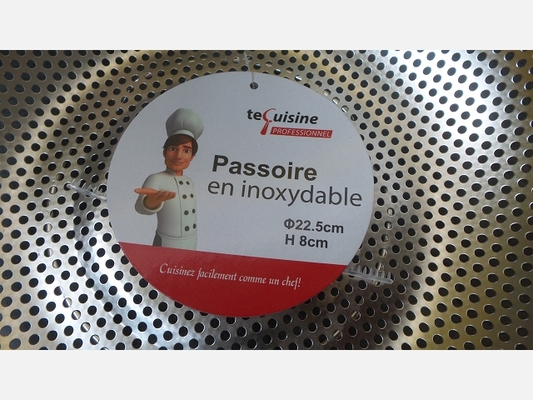 teCuisine
PROFESSIONNEL
Passoire
en inoxydable
Φ22.5cm
H 8cm
Cuisinez facilement comme un chef!